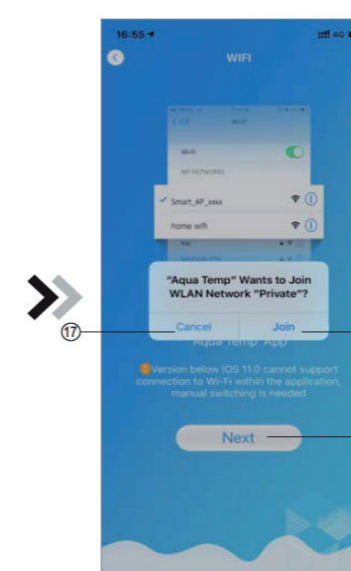 16:55
4G
WIFI
Wi-Fi
Wi-Fi
MY NETWORKS
Smart_AP_xxxx
home wifi
"Aqua Temp" Wants to Join
WLAN Network "Private"?
Cancel
Join
17
Aqua Temp App
Version below IOS 11.0 cannot support
connection to Wi-Fi within the application,
manual switching is needed
Next